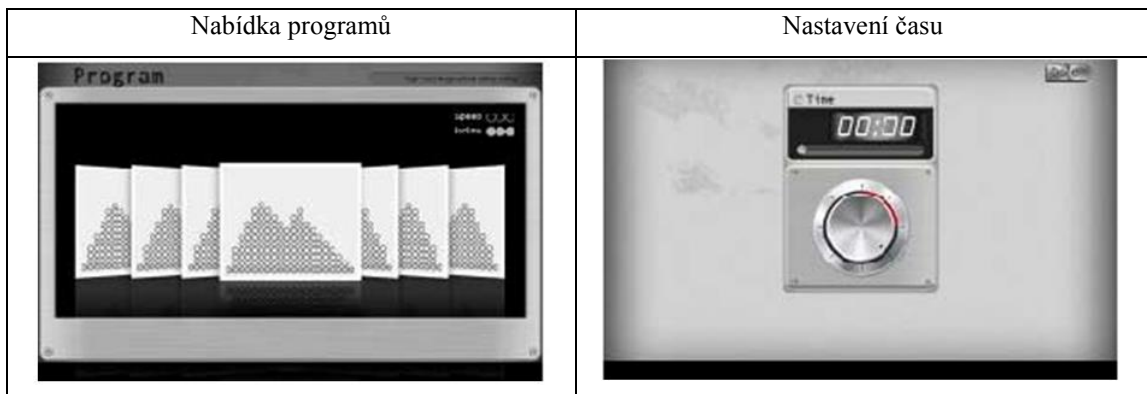 Nabídka programů
Nastavení času
Program
speed
Time
00:00